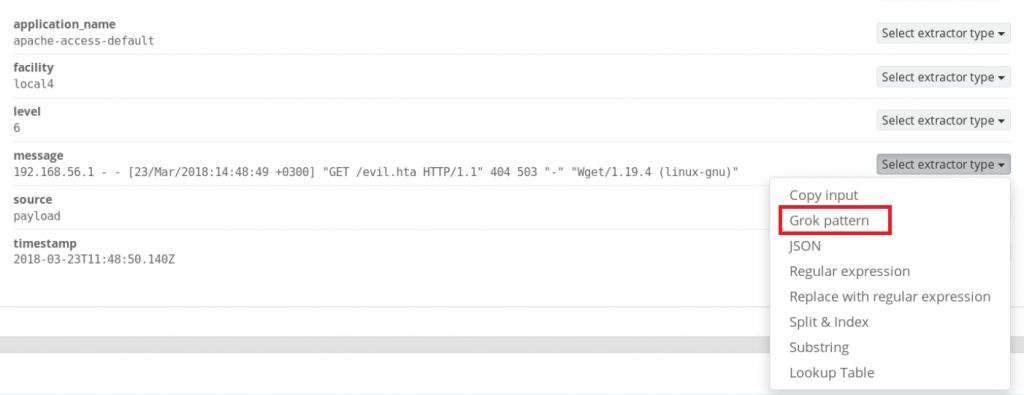 application_name
apache-access-default
Select extractor type
facility
local4
Select extractor type
level
6
Select extractor type
message
192.168.56.1 - - [23/Mar/2018:14:48:49 +0300] "GET /evil.hta HTTP/1.1" 404 503 "-" "Wget/1.19.4 (linux-gnu)"
Select extractor type
source
payload
timestamp
2018-03-23T11:48:50.140Z
Copy input
Grok pattern
JSON
Regular expression
Replace with regular expression
Split & Index
Substring
Lookup Table